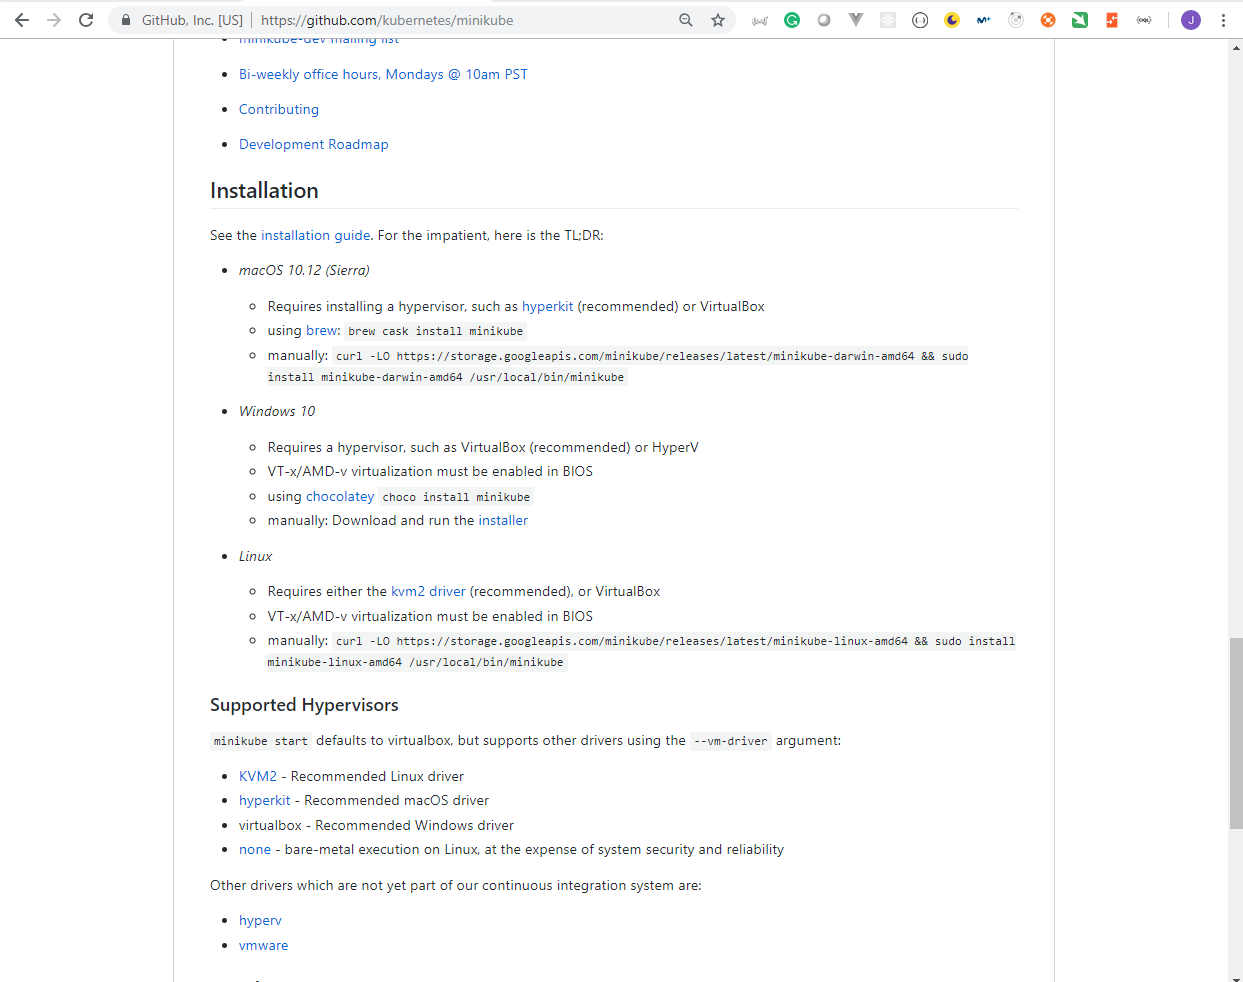 GitHub, Inc. [US] | https://github.com/kubernetes/minikube
J
minikube-dev mailing list
Bi-weekly office hours, Mondays @ 10am PST
Contributing
Development Roadmap
Installation
See the installation guide. For the impatient, here is the TL;DR:
macOS 10.12 (Sierra)
Requires installing a hypervisor, such as hyperkit (recommended) or VirtualBox
using brew: brew cask install minikube
manually: curl -LO https://storage.googleapis.com/minikube/releases/latest/minikube-darwin-amd64 && sudo
install minikube-darwin-amd64 /usr/local/bin/minikube
Windows 10
Requires a hypervisor, such as VirtualBox (recommended) or HyperV
VT-x/AMD-v virtualization must be enabled in BIOS
using chocolatey choco install minikube
manually: Download and run the installer
Linux
Requires either the kvm2 driver (recommended), or VirtualBox
VT-x/AMD-v virtualization must be enabled in BIOS
manually: curl -LO https://storage.googleapis.com/minikube/releases/latest/minikube-linux-amd64 && sudo install
minikube-linux-amd64 /usr/local/bin/minikube
Supported Hypervisors
minikube start defaults to virtualbox, but supports other drivers using the --vm-driver argument:
KVM2 - Recommended Linux driver
hyperkit - Recommended macOS driver
virtualbox - Recommended Windows driver
none - bare-metal execution on Linux, at the expense of system security and reliability
Other drivers which are not yet part of our continuous integration system are:
hyperv
vmware